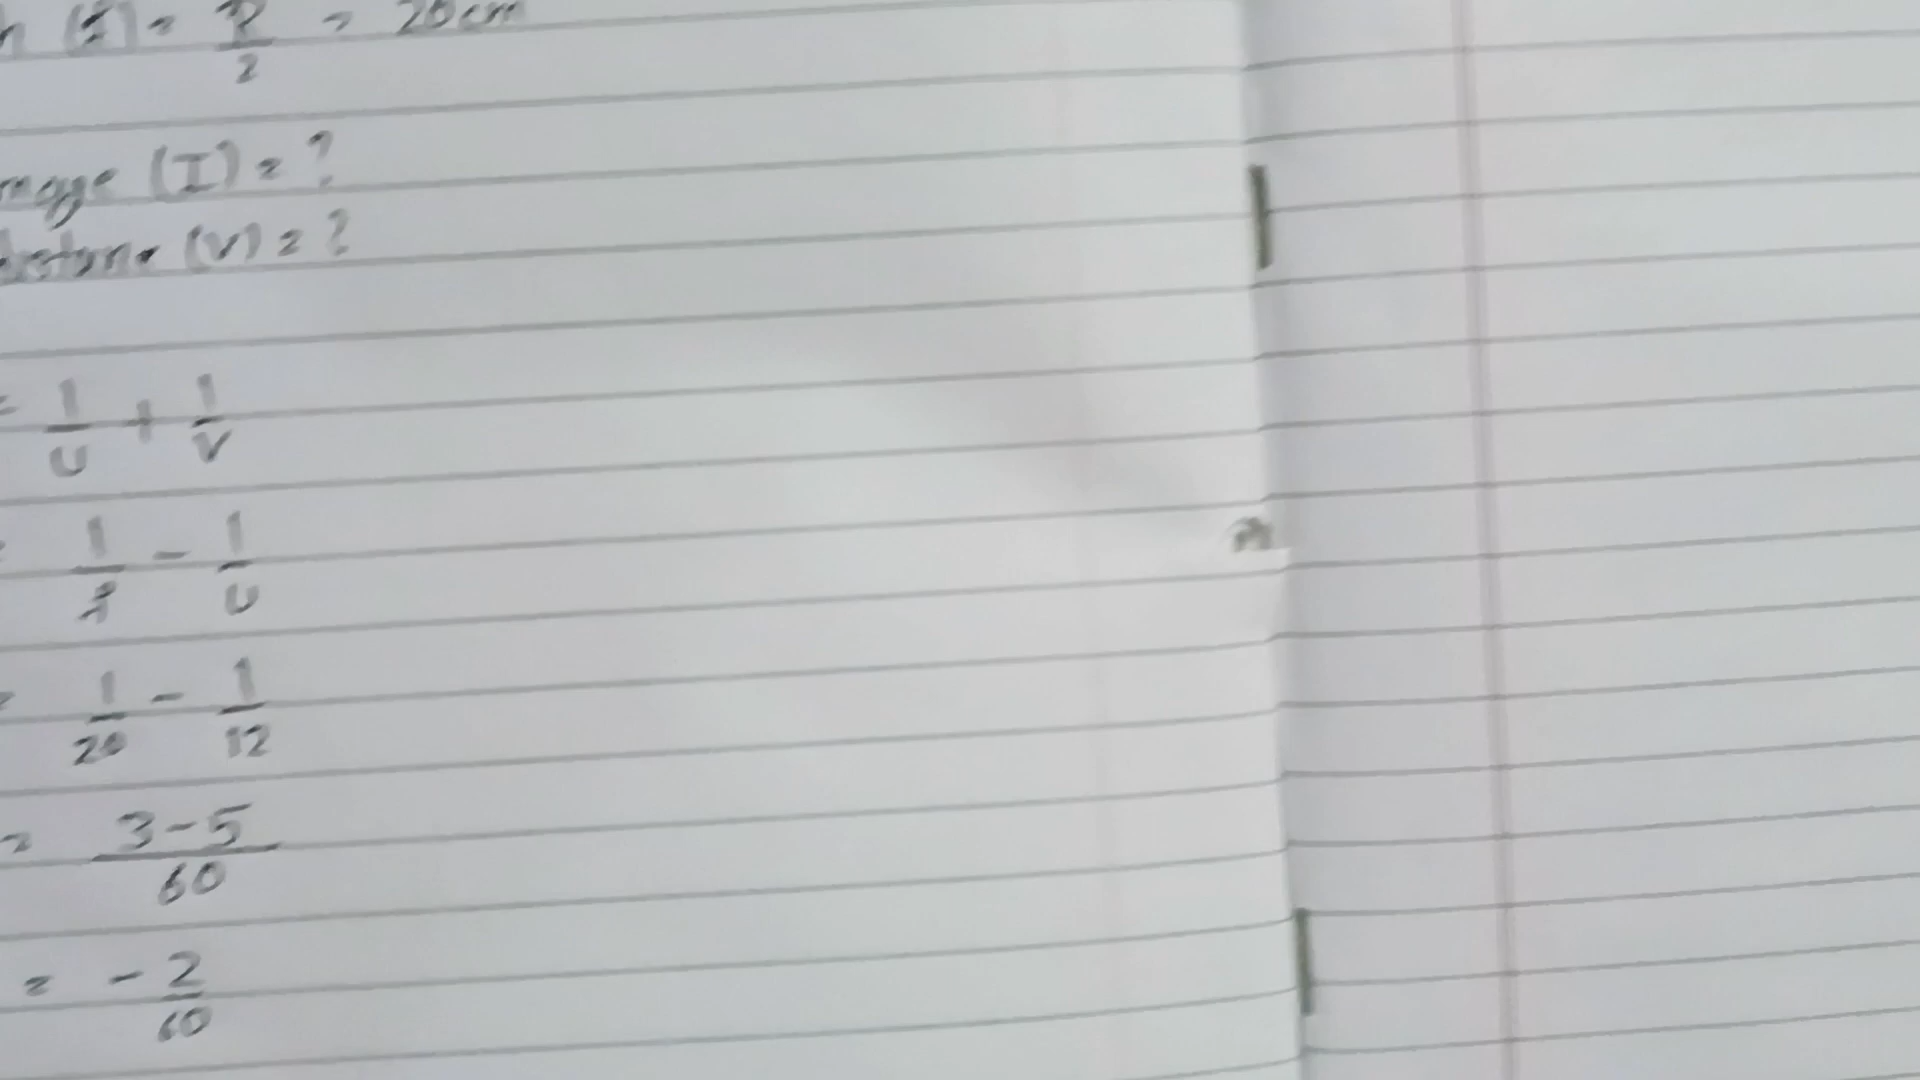 (f) = R/2 = 20cm
(I) = ?
(v) = ?
= 1/u + 1/v
= 1/f - 1/u
= 1/20 - 1/12
= 3-5/60
= - 2/60